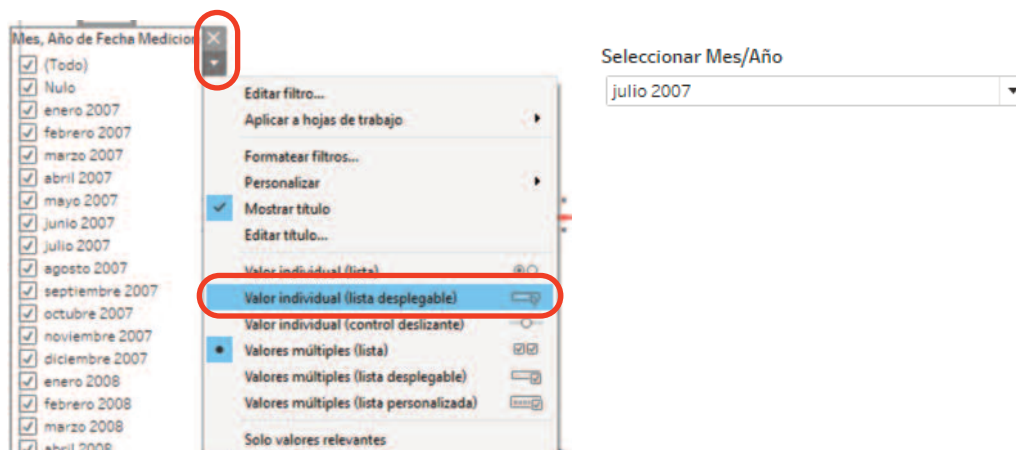 Mes, Año de Fecha Medicion
(Todo)
Nulo
enero 2007
febrero 2007
marzo 2007
abril 2007
mayo 2007
junio 2007
julio 2007
agosto 2007
septiembre 2007
octubre 2007
noviembre 2007
diciembre 2007
enero 2008
febrero 2008
marzo 2008
abril 2008
Editar filtro...
Aplicar a hojas de trabajo
Formatear filtros...
Personalizar
Mostrar título
Editar título...
Valor individual (lista)
Valor individual (lista desplegable)
Valor individual (control deslizante)
Valores múltiples (lista)
Valores múltiples (lista desplegable)
Valores múltiples (lista personalizada)
Solo valores relevantes
Seleccionar Mes/Año
julio 2007